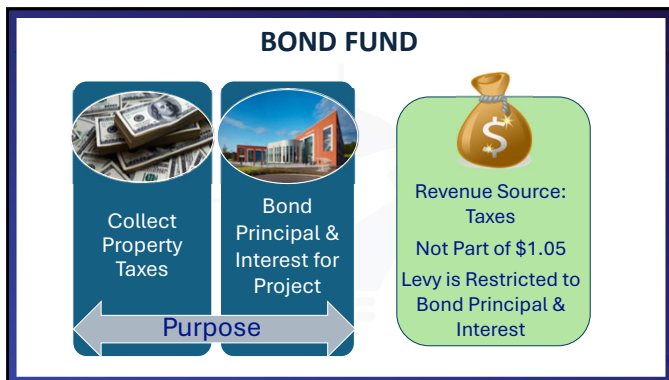 BOND FUND
Collect
Property
Taxes
Bond
Principal &
Interest for
Project
Purpose
$
Revenue Source:
Taxes
Not Part of $1.05
Levy is Restricted to
Bond Principal &
Interest